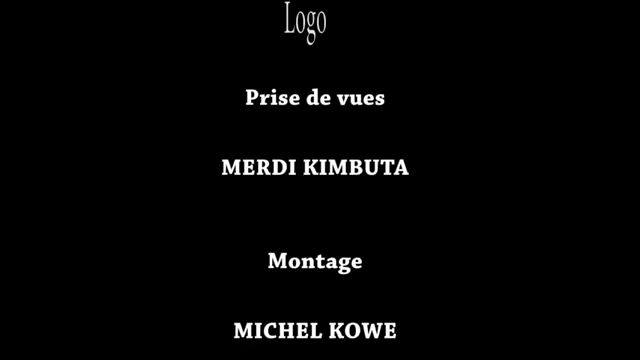 Logo
Prise de vues
MERDI KIMBUTA
Montage
MICHEL KOWE